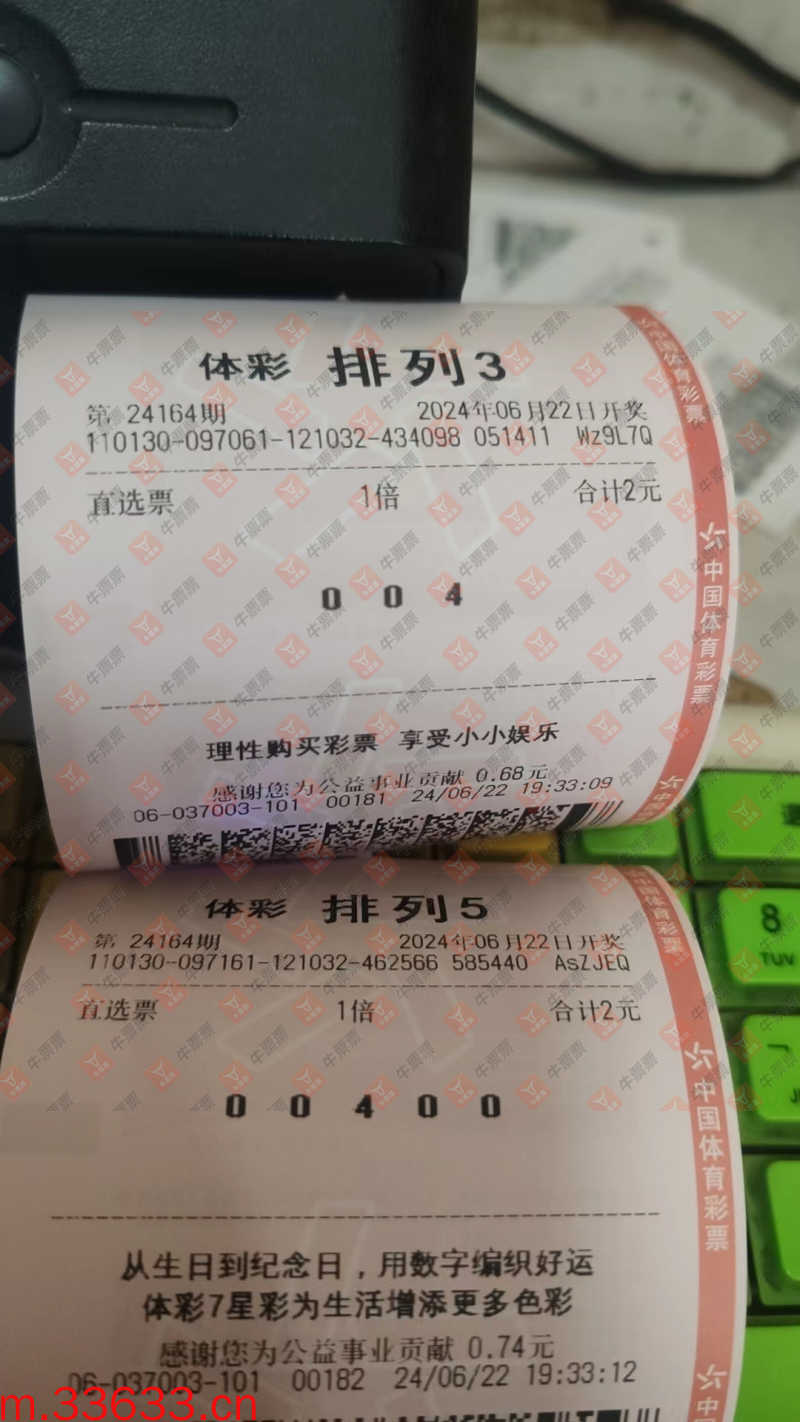 体彩 排列3
第 24164期 2024年06月22日开奖
110130-097061-121032-434098 051411 Wz9L7Q
直选票 1倍 合计2元
0 0 4
理性购买彩票 享受小小娱乐
感谢您为公益事业贡献 0.68元
06-037003-101 00181 24/06/22 19:33:09
中国体育彩票
体彩 排列5
第 24164期 2024年06月22日开奖
110130-097161-121032-462566 585440 AsZJEQ
直选票 1倍 合计2元
0 0 4 0 0
从生日到纪念日，用数字编织好运
体彩7星彩为生活增添更多色彩
感谢您为公益事业贡献 0.74元
06-037003-101 00182 24/06/22 19:33:12
中国体育彩票
牛票票
8
TUV
m.33633.cn